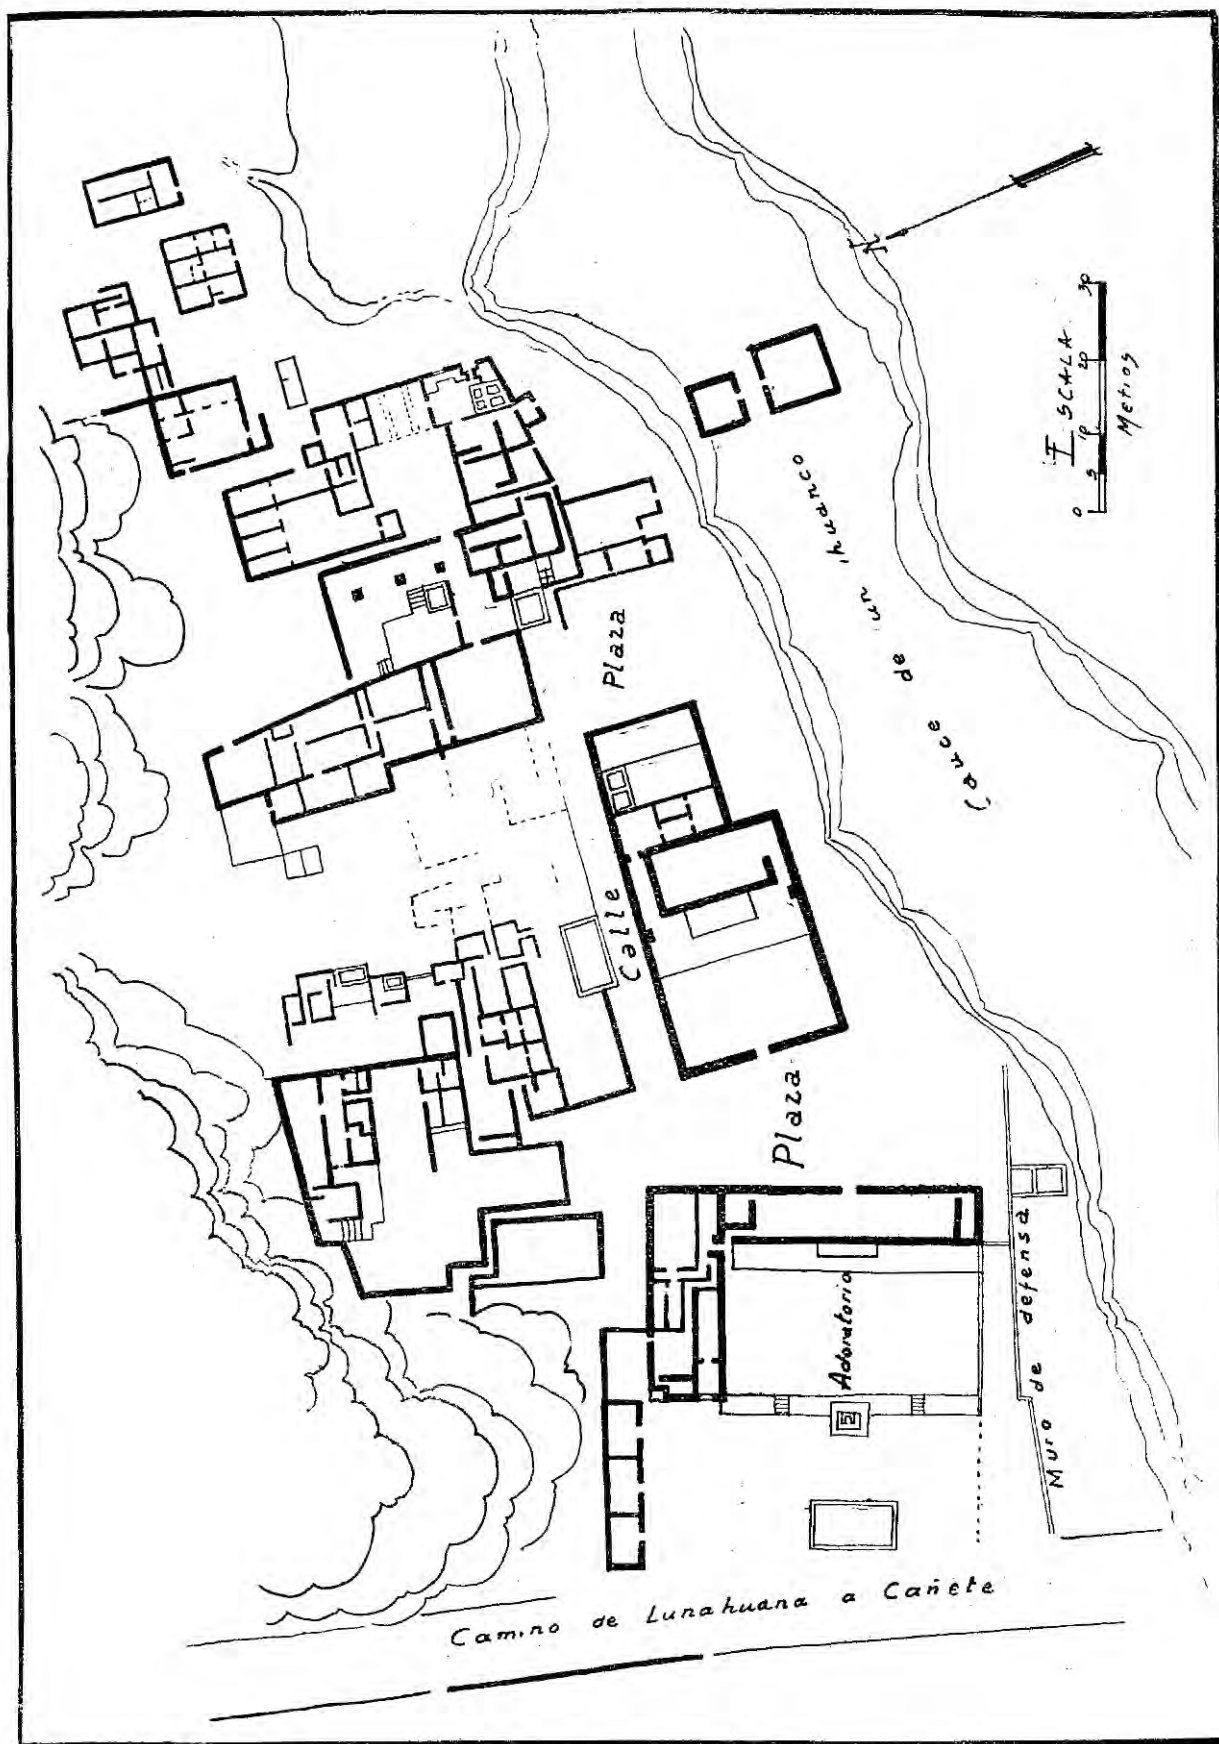 N
ESCALA
0 5 10 20 30
Metros
Cauce de un huanco
Plaza
Calle
Plaza
Adoratorio
Muro de defensa
Camino de Lunahuana a Cañete